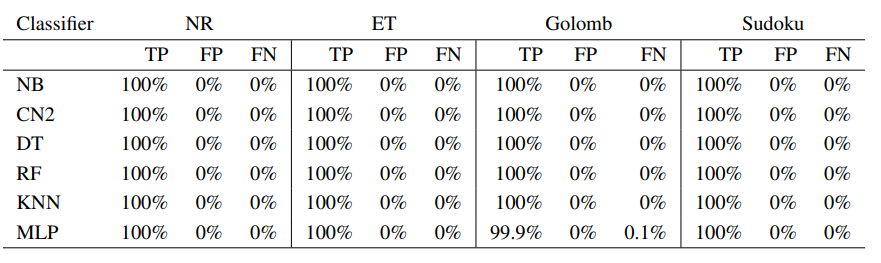 Classifier NR ET Golomb Sudoku
TP FP FN TP FP FN TP FP FN TP FP FN
NB 100% 0% 0% 100% 0% 0% 100% 0% 0% 100% 0% 0%
CN2 100% 0% 0% 100% 0% 0% 100% 0% 0% 100% 0% 0%
DT 100% 0% 0% 100% 0% 0% 100% 0% 0% 100% 0% 0%
RF 100% 0% 0% 100% 0% 0% 100% 0% 0% 100% 0% 0%
KNN 100% 0% 0% 100% 0% 0% 100% 0% 0% 100% 0% 0%
MLP 100% 0% 0% 100% 0% 0% 99.9% 0% 0.1% 100% 0% 0%